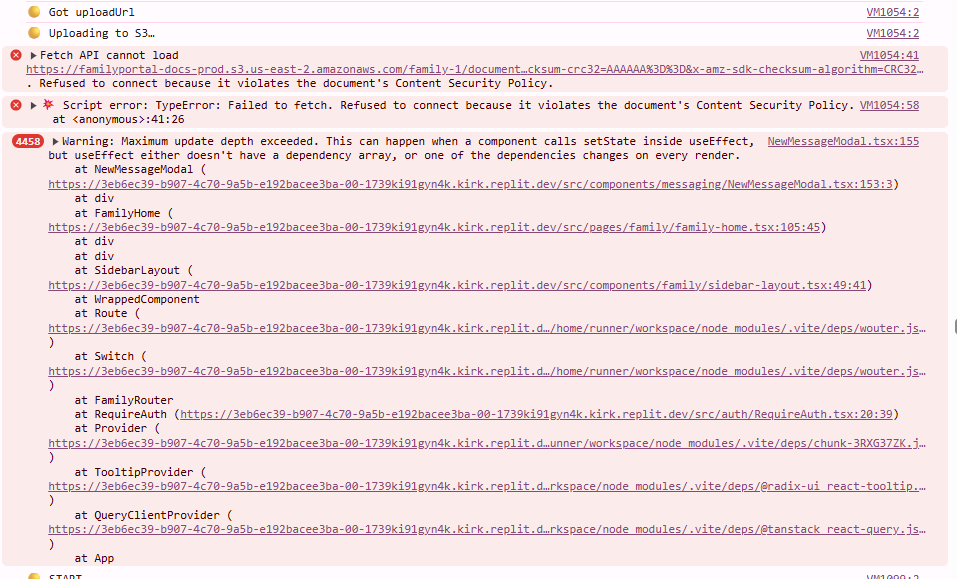 Got uploadUrl VM1054:2
Uploading to S3… VM1054:2
Fetch API cannot load VM1054:41
https://familyportal-docs-prod.s3.us-east-2.amazonaws.com/family-1/document…cksum-crc32=AAAAAA%3D%3D&x-amz-sdk-checksum-algorithm=CRC32…
. Refused to connect because it violates the document's Content Security Policy.
Script error: TypeError: Failed to fetch. Refused to connect because it violates the document's Content Security Policy. VM1054:58
at <anonymous>:41:26
4458 Warning: Maximum update depth exceeded. This can happen when a component calls setState inside useEffect, NewMessageModal.tsx:155
but useEffect either doesn't have a dependency array, or one of the dependencies changes on every render.
at NewMessageModal (
https://3eb6ec39-b907-4c70-9a5b-e192bacee3ba-00-1739ki91gyn4k.kirk.replit.dev/src/components/messaging/NewMessageModal.tsx:153:3)
at div
at FamilyHome (
https://3eb6ec39-b907-4c70-9a5b-e192bacee3ba-00-1739ki91gyn4k.kirk.replit.dev/src/pages/family/family-home.tsx:105:45)
at div
at div
at SidebarLayout (
https://3eb6ec39-b907-4c70-9a5b-e192bacee3ba-00-1739ki91gyn4k.kirk.replit.dev/src/components/family/sidebar-layout.tsx:49:41)
at WrappedComponent
at Route (
https://3eb6ec39-b907-4c70-9a5b-e192bacee3ba-00-1739ki91gyn4k.kirk.replit.d…/home/runner/workspace/node_modules/.vite/deps/wouter.js…
)
at Switch (
https://3eb6ec39-b907-4c70-9a5b-e192bacee3ba-00-1739ki91gyn4k.kirk.replit.d…/home/runner/workspace/node_modules/.vite/deps/wouter.js…
)
at FamilyRouter
at RequireAuth (https://3eb6ec39-b907-4c70-9a5b-e192bacee3ba-00-1739ki91gyn4k.kirk.replit.dev/src/auth/RequireAuth.tsx:20:39)
at Provider (
https://3eb6ec39-b907-4c70-9a5b-e192bacee3ba-00-1739ki91gyn4k.kirk.replit.d…unner/workspace/node_modules/.vite/deps/chunk-3RXG37ZK.j…
)
at TooltipProvider (
https://3eb6ec39-b907-4c70-9a5b-e192bacee3ba-00-1739ki91gyn4k.kirk.replit.d…rkspace/node_modules/.vite/deps/@radix-ui_react-tooltip.…
)
at QueryClientProvider (
https://3eb6ec39-b907-4c70-9a5b-e192bacee3ba-00-1739ki91gyn4k.kirk.replit.d…rkspace/node_modules/.vite/deps/@tanstack_react-query.js…
)
at App
START VM1099:2